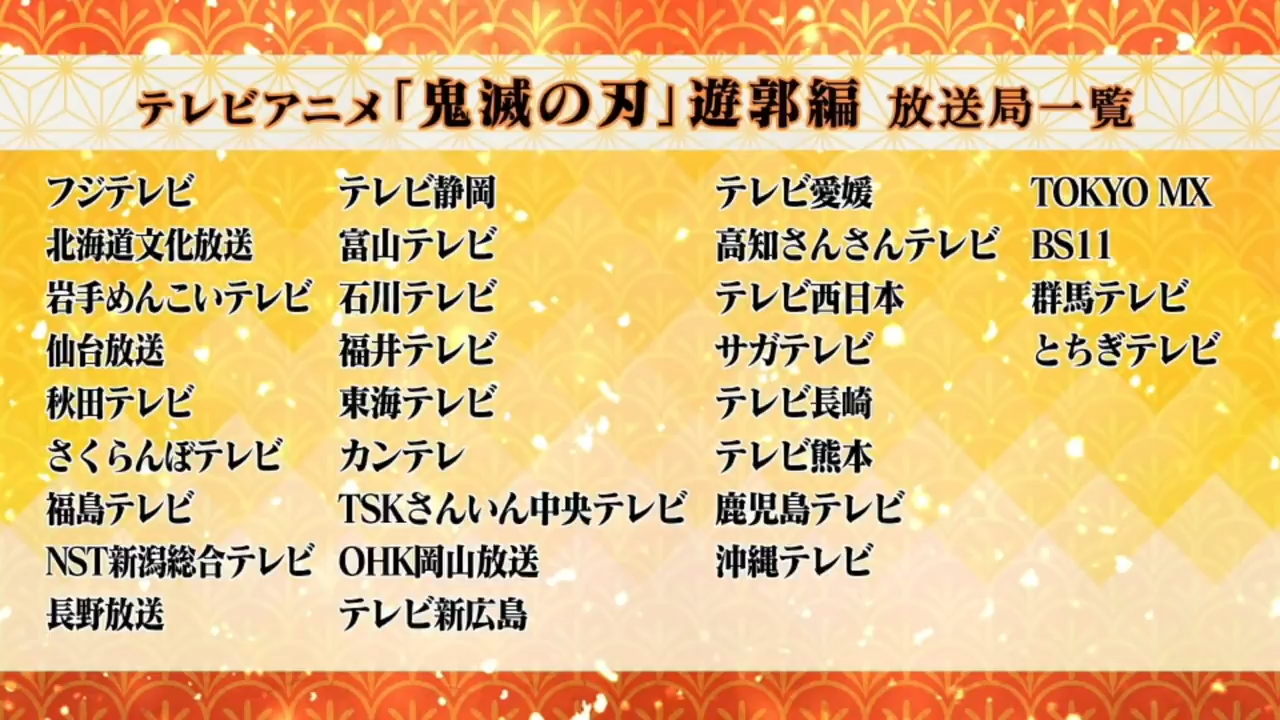 テレビアニメ「鬼滅の刃」遊郭編 放送局一覧
フジテレビ
北海道文化放送
岩手めんこいテレビ
仙台放送
秋田テレビ
さくらんぼテレビ
福島テレビ
NST新潟総合テレビ
長野放送
テレビ静岡
富山テレビ
石川テレビ
福井テレビ
東海テレビ
カンテレ
TSKさんいん中央テレビ
OHK岡山放送
テレビ新広島
テレビ愛媛
高知さんさんテレビ
テレビ西日本
サガテレビ
テレビ長崎
テレビ熊本
鹿児島テレビ
沖縄テレビ
TOKYO MX
BS11
群馬テレビ
とちぎテレビ